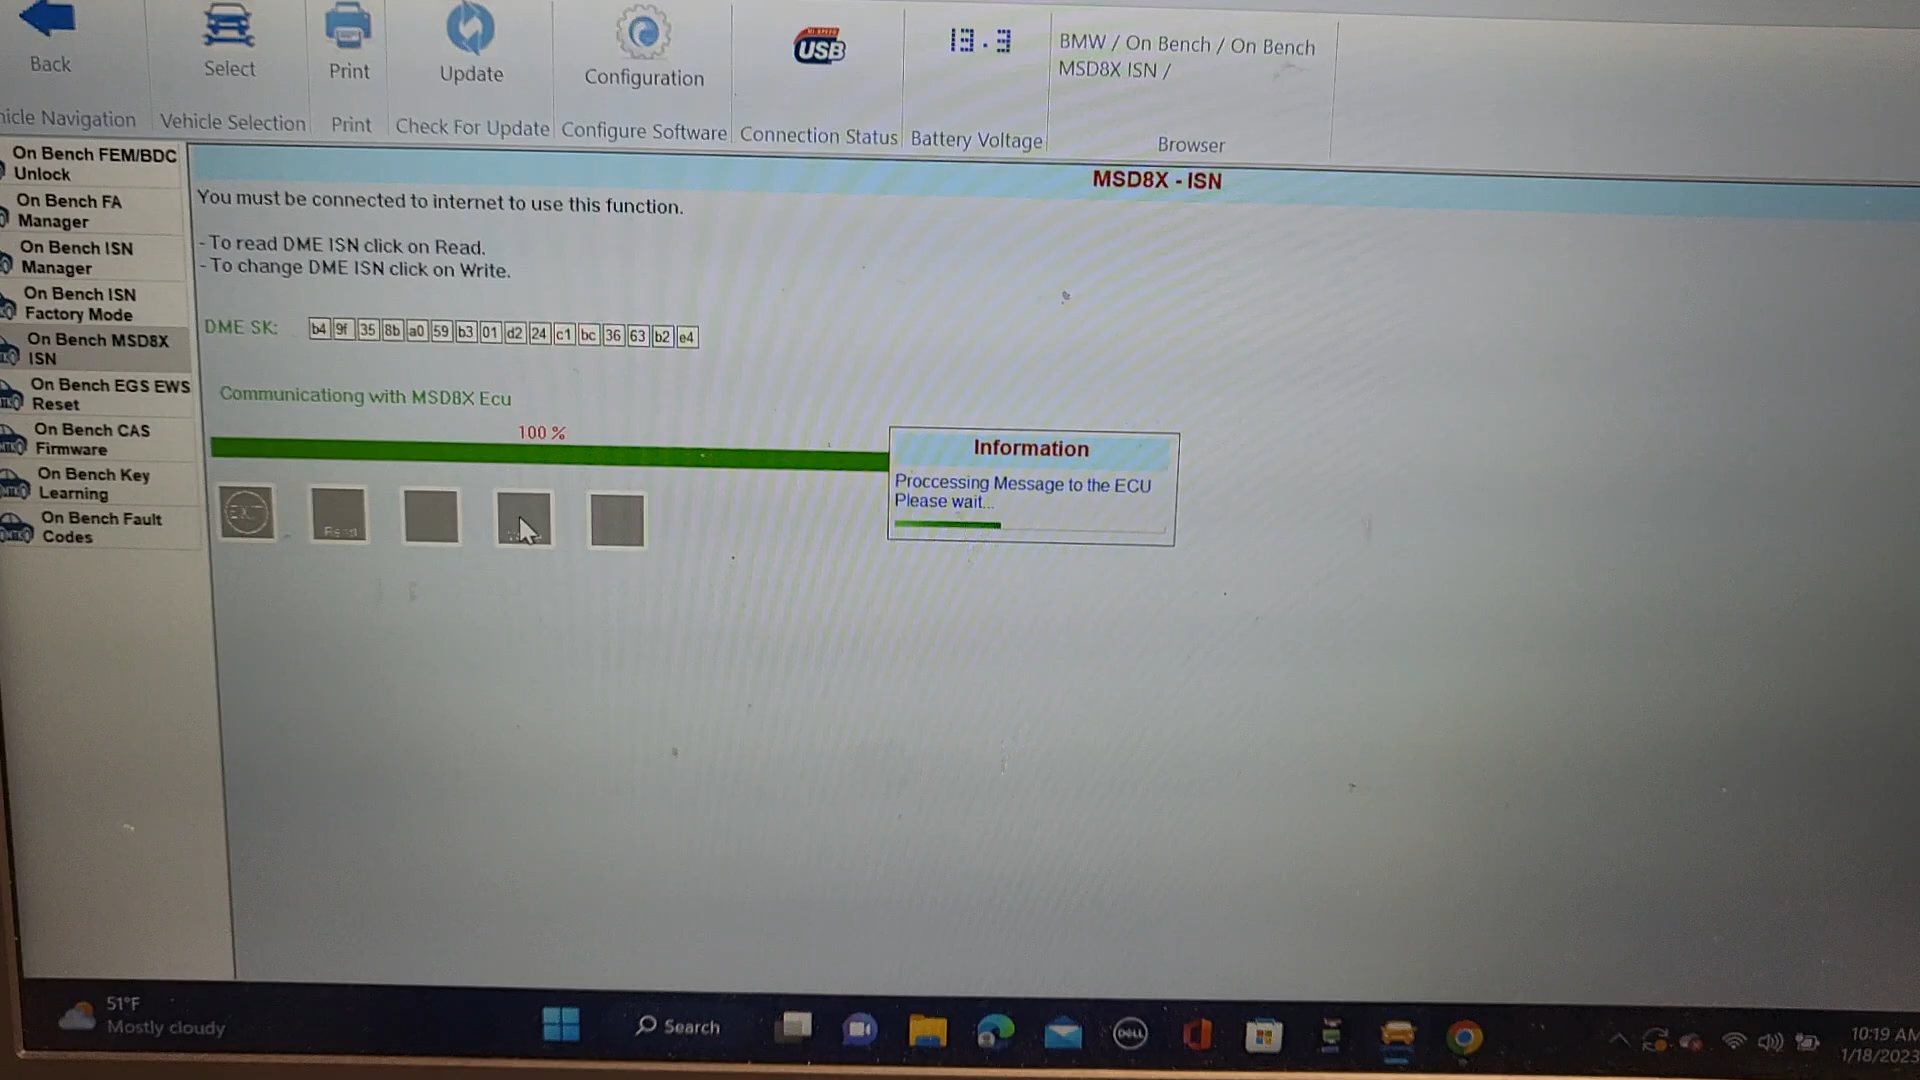 Back
Select
Print
Update
Configuration
HI-SPEED
USB
13.3
BMW / On Bench / On Bench
MSD8X ISN /
hicle Navigation
Vehicle Selection
Print
Check For Update
Configure Software
Connection Status
Battery Voltage
Browser
On Bench FEM/BDC
Unlock
On Bench FA
Manager
On Bench ISN
Manager
On Bench ISN
Factory Mode
On Bench MSD8X
ISN
On Bench EGS EWS
Reset
On Bench CAS
Firmware
On Bench Key
Learning
On Bench Fault
Codes
MSD8X - ISN
You must be connected to internet to use this function.
- To read DME ISN click on Read.
- To change DME ISN click on Write.
DME SK: b4 9f 35 8b a0 59 b3 01 d2 24 c1 bc 36 63 b2 e4
Communicationg with MSD8X Ecu
100 %
Information
Proccessing Message to the ECU
Please wait...
EXIT
Read
51°F
Mostly cloudy
Search
DELL
10:19 AM
1/18/2023